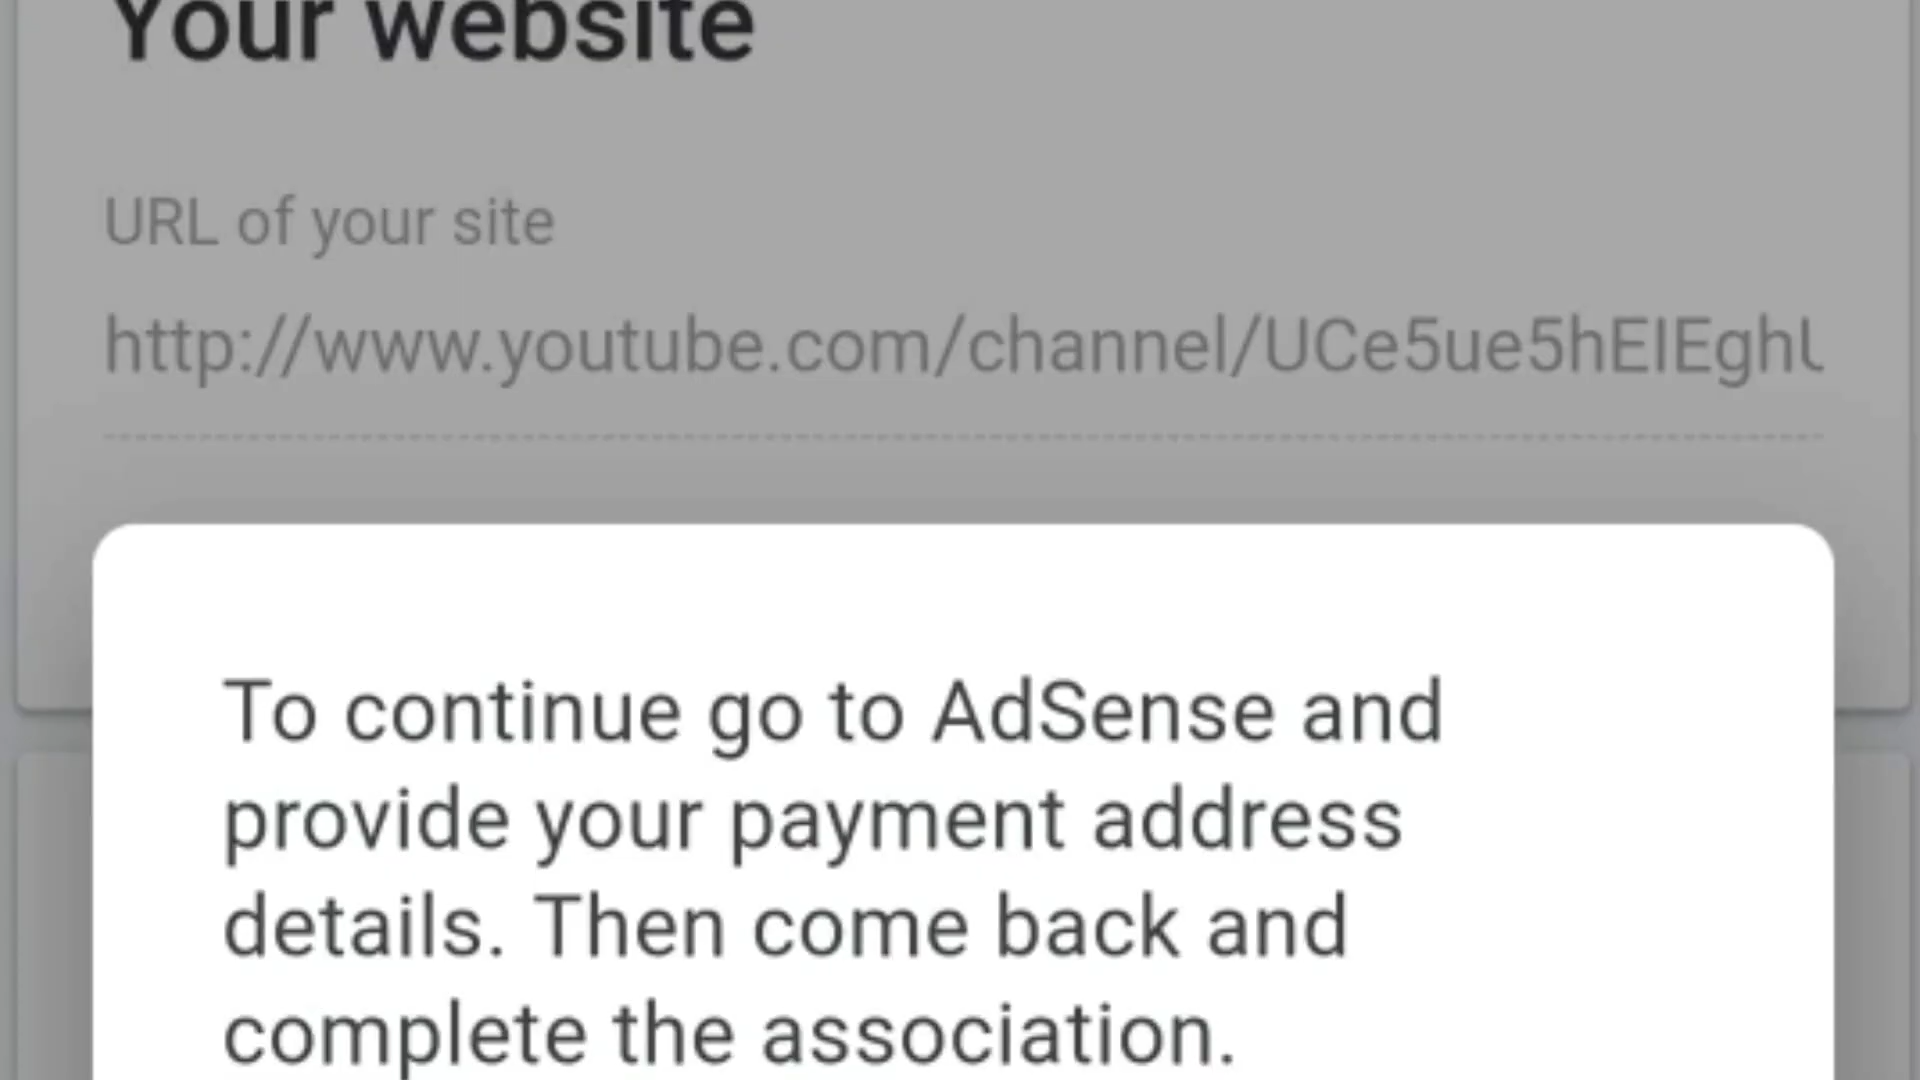 Your website
URL of your site
http://www.youtube.com/channel/UCe5ue5hEIEgh
To continue go to AdSense and
provide your payment address
details. Then come back and
complete the association.